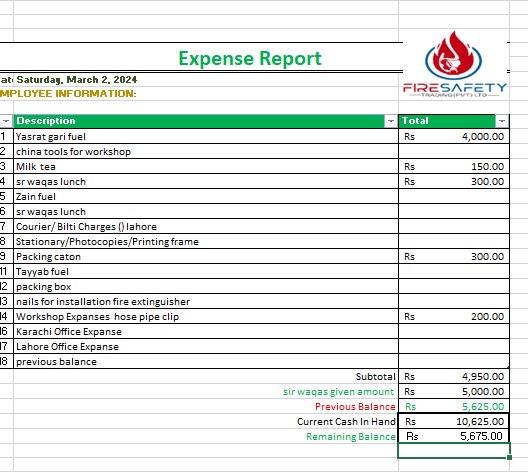 Expense Report
FIRESAFETY
TRADING(PVT) LTD
at Saturday, March 2, 2024
MPLOYEE INFORMATION:
Description Total
1 Yasrat gari fuel Rs 4,000.00
2 china tools for workshop
3 Milk tea Rs 150.00
4 sr waqas lunch Rs 300.00
5 Zain fuel
6 sr waqas lunch
7 Courier/ Bilti Charges () lahore
8 Stationary/Photocopies/Printing frame
9 Packing caton Rs 300.00
11 Tayyab fuel
12 packing box
13 nails for installation fire extinguisher
14 Workshop Expanses hose pipe clip Rs 200.00
16 Karachi Office Expanse
17 Lahore Office Expanse
18 previous balance
Subtotal Rs 4,950.00
sir waqas given amount Rs 5,000.00
Previous Balance Rs 5,625.00
Current Cash In Hand Rs 10,625.00
Remaining Balance Rs 5,675.00